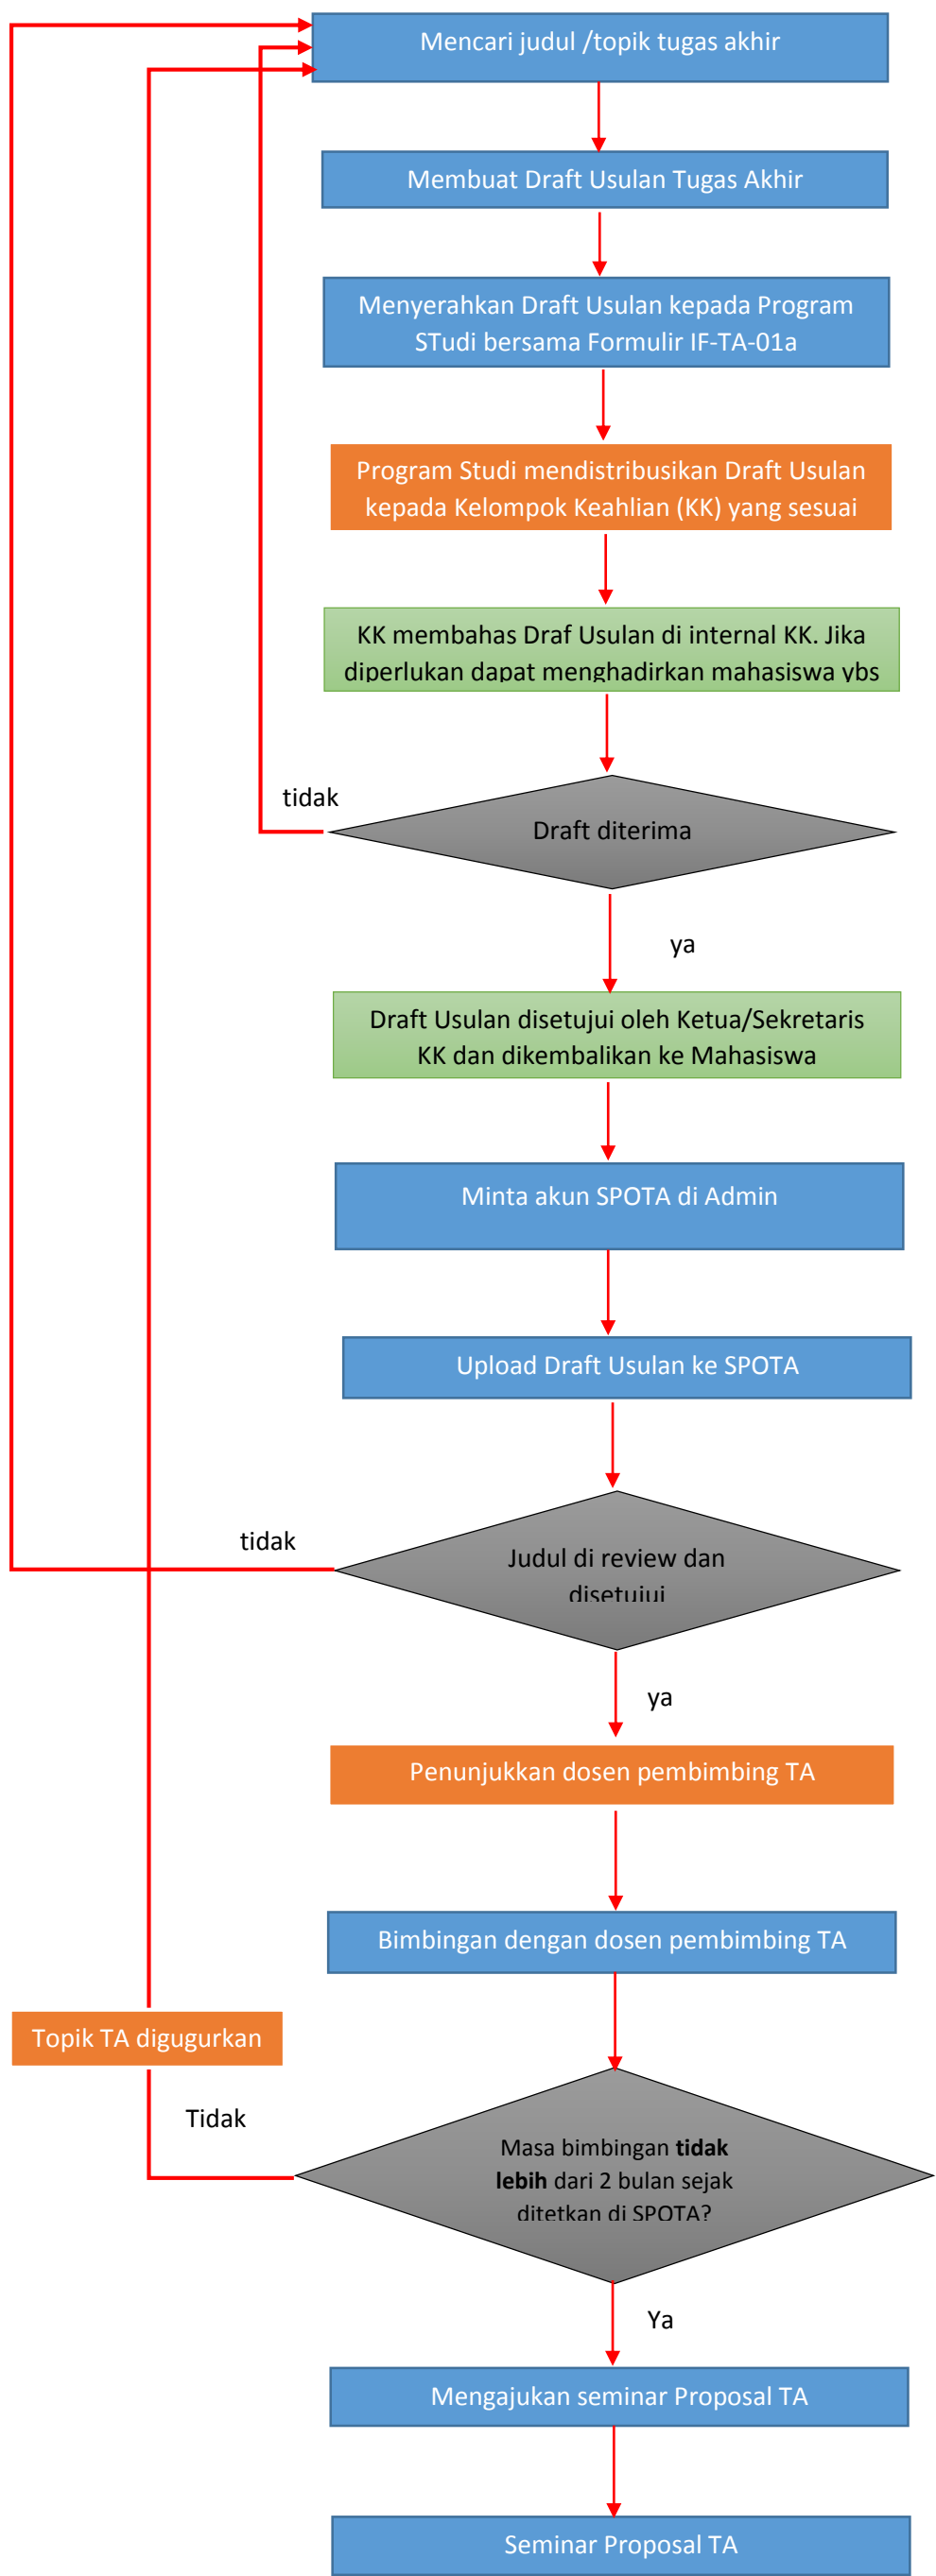 Mencari judul /topik tugas akhir
Membuat Draft Usulan Tugas Akhir
Menyerahkan Draft Usulan kepada Program
STudi bersama Formulir IF-TA-01a
Program Studi mendistribusikan Draft Usulan
kepada Kelompok Keahlian (KK) yang sesuai
KK membahas Draf Usulan di internal KK. Jika
diperlukan dapat menghadirkan mahasiswa ybs
tidak
Draft diterima
ya
Draft Usulan disetujui oleh Ketua/Sekretaris
KK dan dikembalikan ke Mahasiswa
Minta akun SPOTA di Admin
Upload Draft Usulan ke SPOTA
tidak
Judul di review dan
disetujui
ya
Penunjukkan dosen pembimbing TA
Bimbingan dengan dosen pembimbing TA
Topik TA digugurkan
Tidak
Masa bimbingan tidak
lebih dari 2 bulan sejak
ditetkan di SPOTA?
Ya
Mengajukan seminar Proposal TA
Seminar Proposal TA